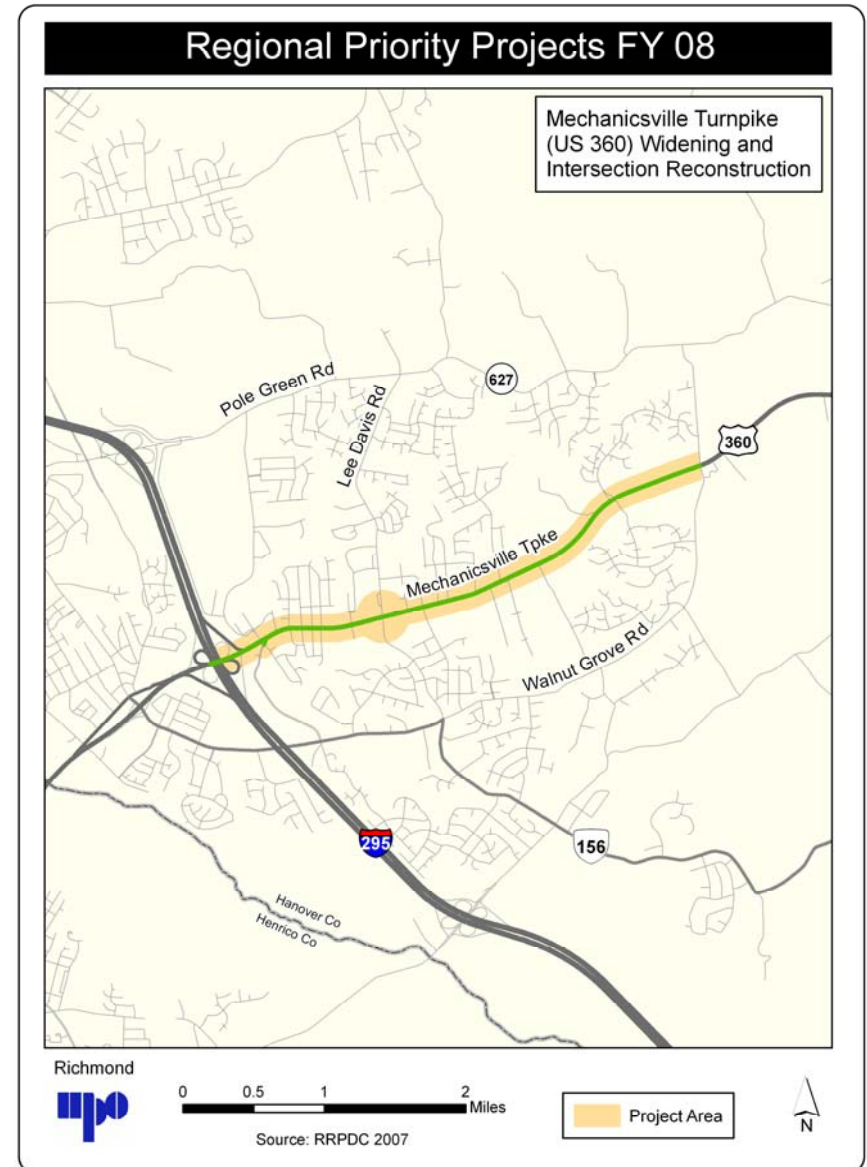 Regional Priority Projects FY 08
Mechanicsville Turnpike
(US 360) Widening and
Intersection Reconstruction
Pole Green Rd
627
Lee Davis Rd
360
Mechanicsville Tpke
Walnut Grove Rd
295
156
Hanover Co
Henrico Co
Richmond
mpo
0 0.5 1 2
Miles
Source: RRPDC 2007
Project Area
N